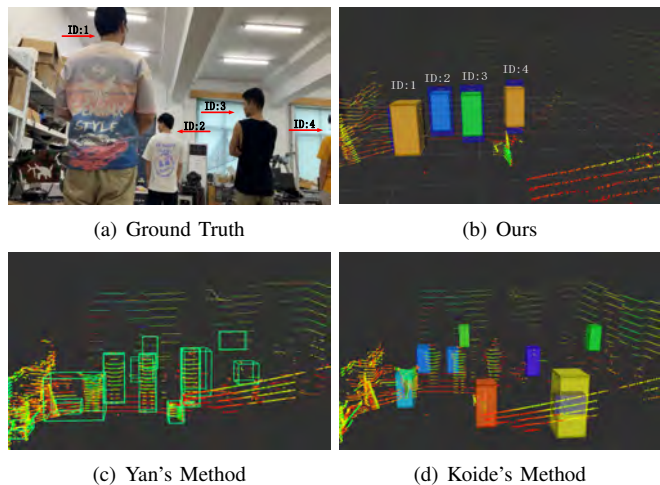 ID:1
ID:2
ID:3
ID:4
STYLE
(a) Ground Truth
ID:1
ID:2
ID:3
ID:4
(b) Ours
(c) Yan's Method
(d) Koide's Method